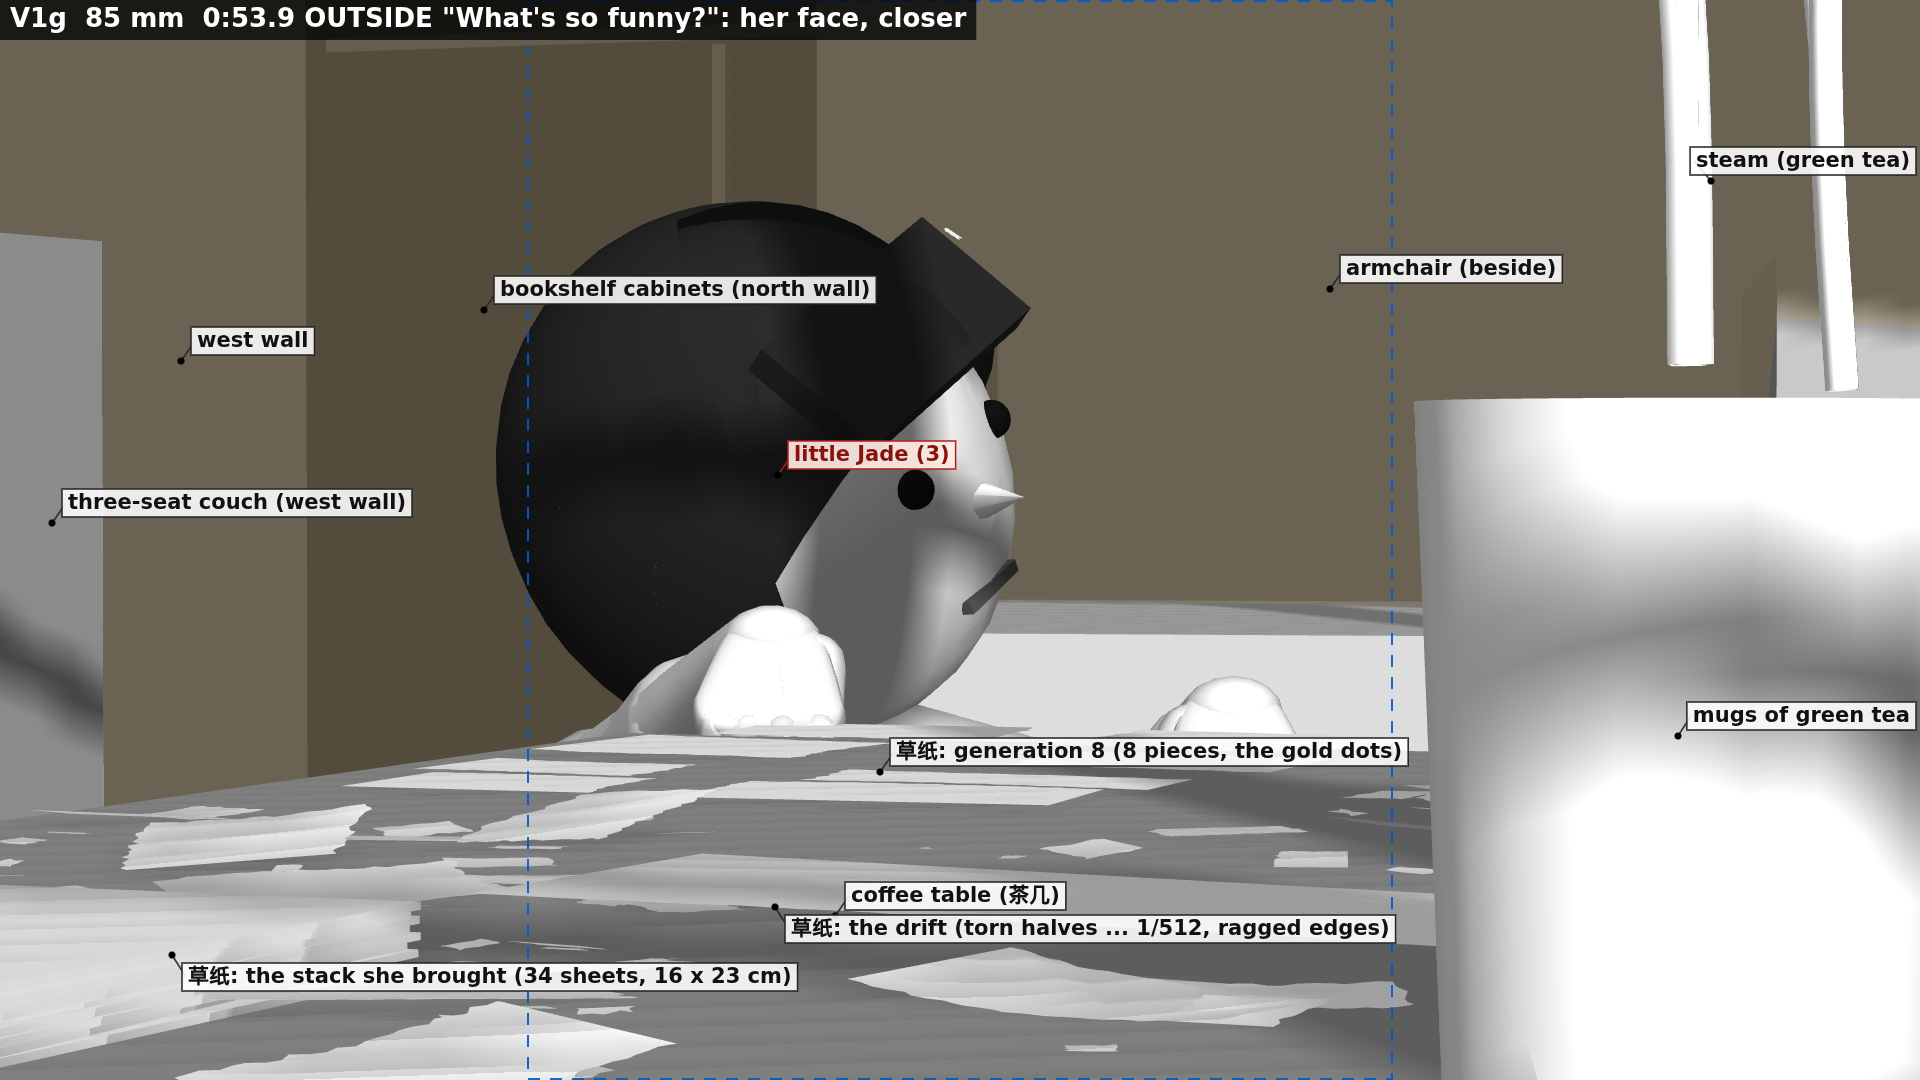 V1g 85 mm 0:53.9 OUTSIDE "What's so funny?": her face, closer
steam (green tea)
armchair (beside)
bookshelf cabinets (north wall)
west wall
little Jade (3)
three-seat couch (west wall)
mugs of green tea
草纸: generation 8 (8 pieces, the gold dots)
coffee table (茶几)
草纸: the drift (torn halves ... 1/512, ragged edges)
草纸: the stack she brought (34 sheets, 16 x 23 cm)